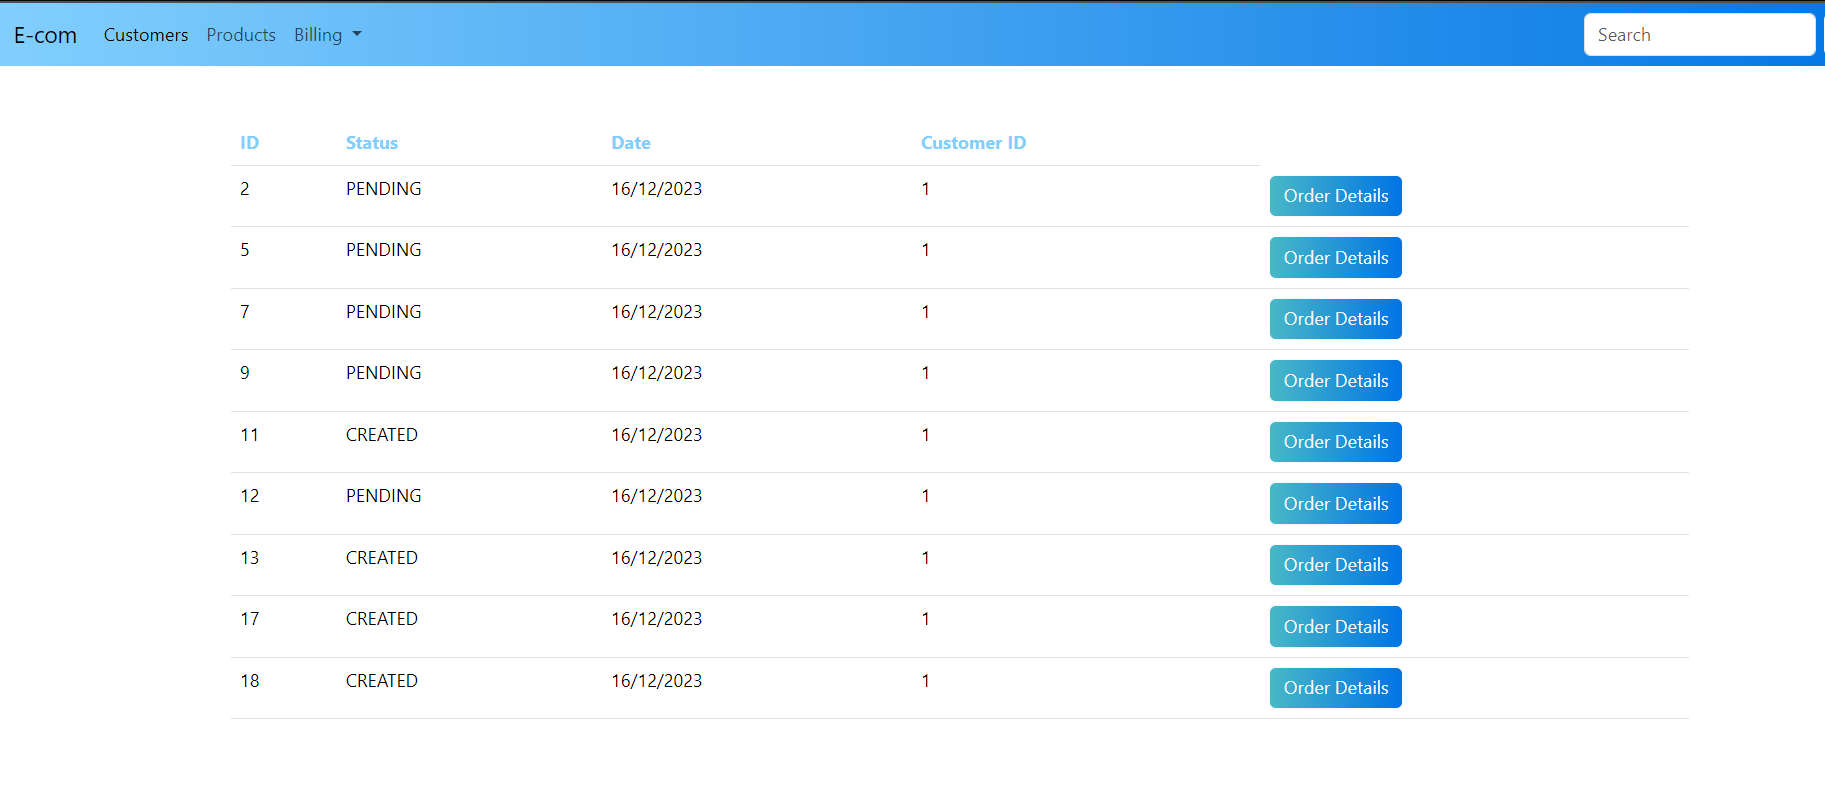 E-com Customers Products Billing Search
ID Status Date Customer ID
2 PENDING 16/12/2023 1 Order Details
5 PENDING 16/12/2023 1 Order Details
7 PENDING 16/12/2023 1 Order Details
9 PENDING 16/12/2023 1 Order Details
11 CREATED 16/12/2023 1 Order Details
12 PENDING 16/12/2023 1 Order Details
13 CREATED 16/12/2023 1 Order Details
17 CREATED 16/12/2023 1 Order Details
18 CREATED 16/12/2023 1 Order Details